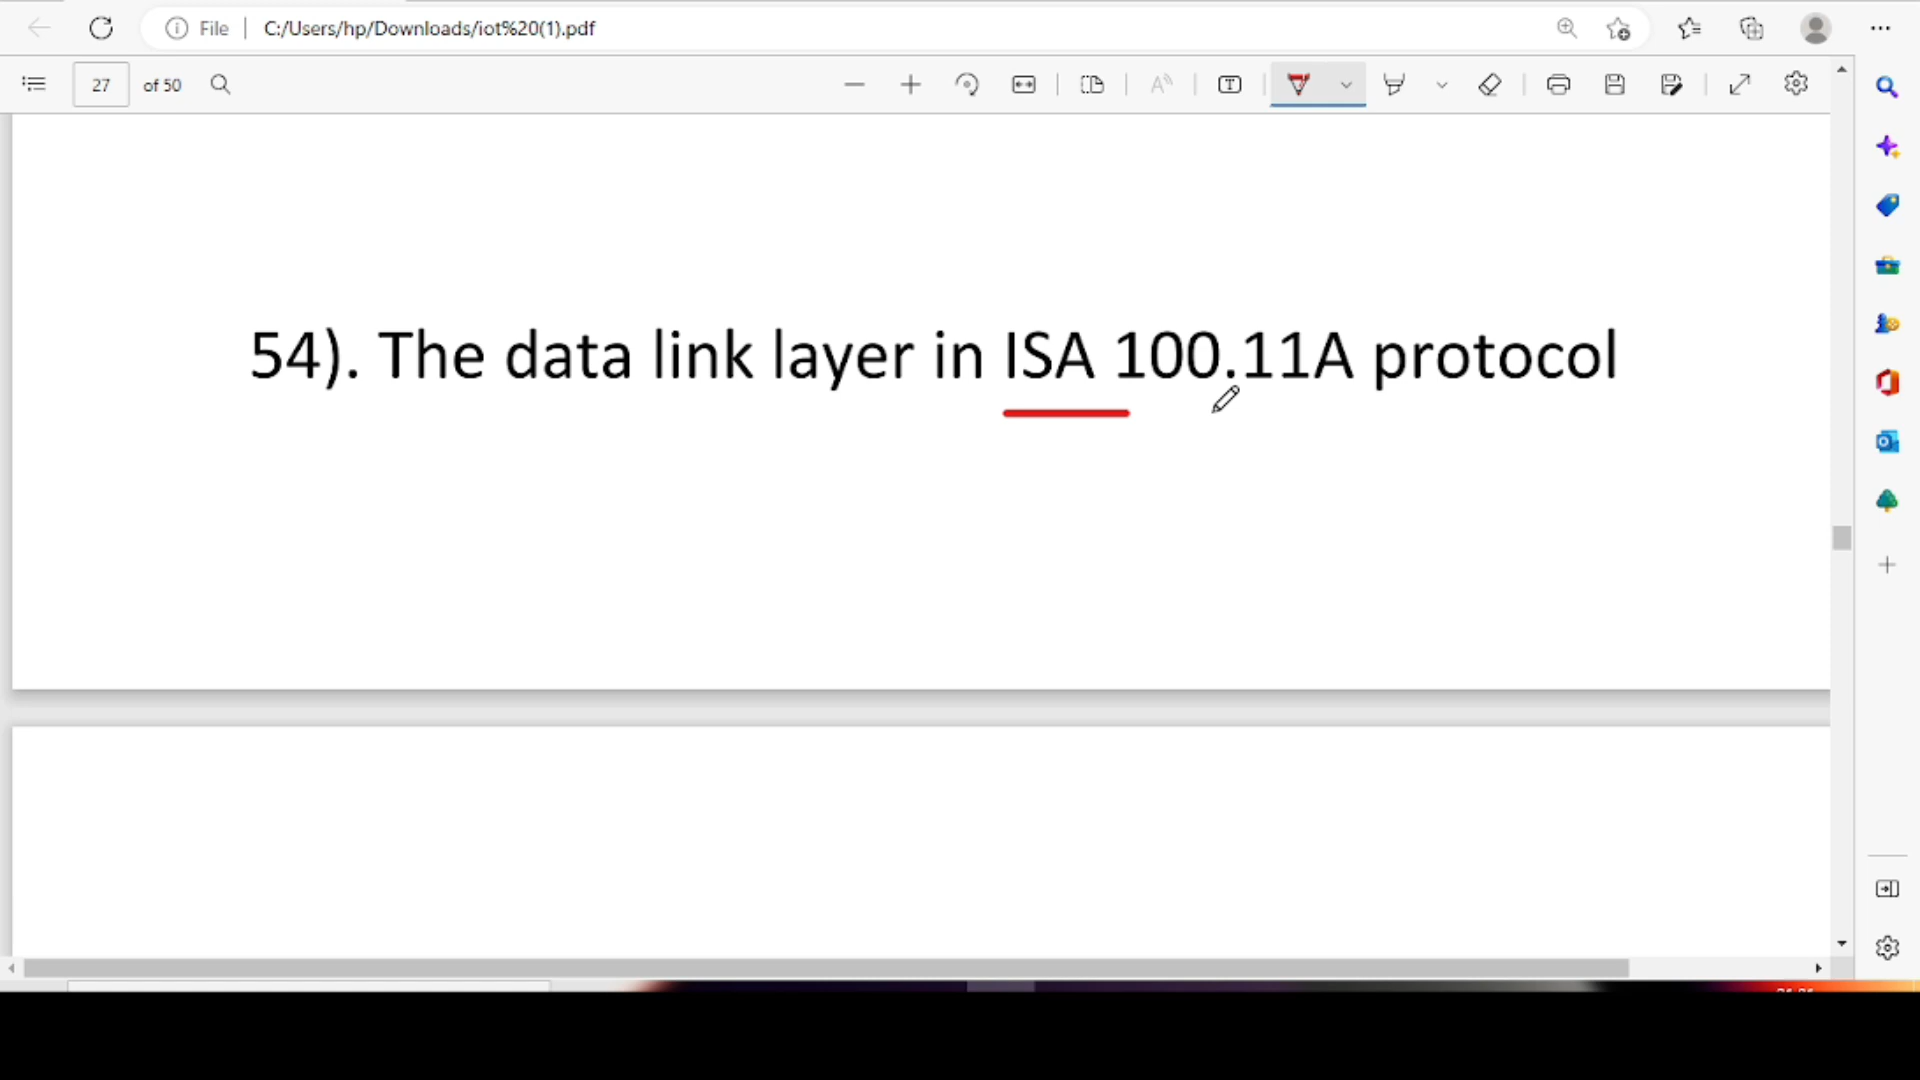 File
C:/Users/hp/Downloads/iot%20(1).pdf
27
of 50
54). The data link layer in ISA 100.11A protocol